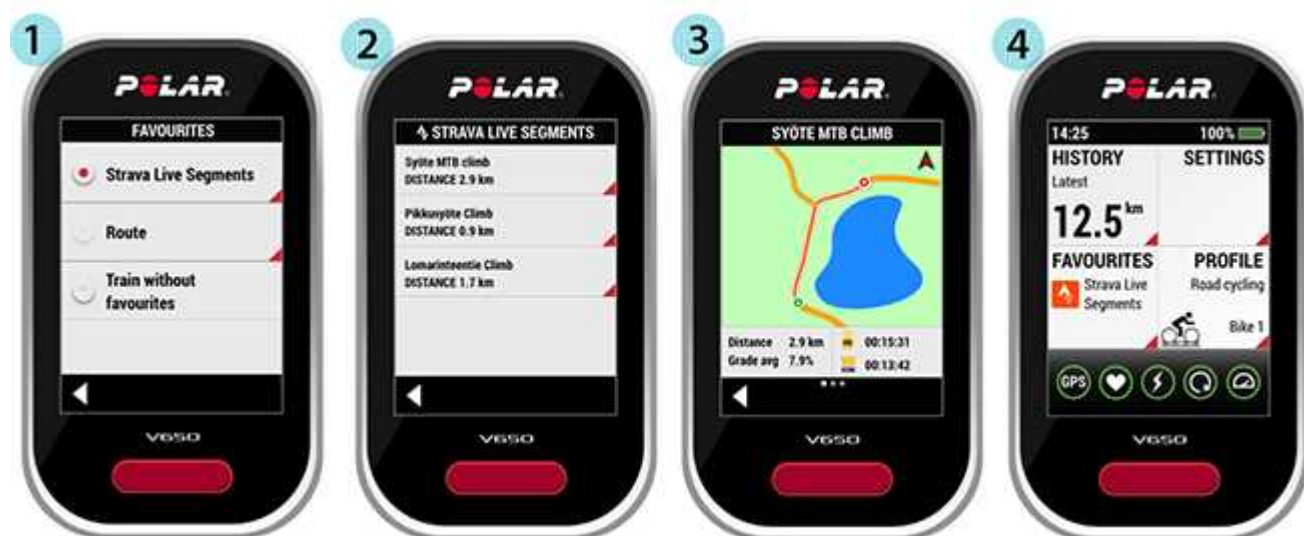 1
POLAR
FAVOURITES
Strava Live Segments
Route
Train without
favourites
V650
2
POLAR
STRAVA LIVE SEGMENTS
Syöte MTB climb
DISTANCE 2.9 km
Pikkusyöte Climb
DISTANCE 0.9 km
Lomarinteentie Climb
DISTANCE 1.7 km
V650
3
POLAR
SYÖTE MTB CLIMB
Distance 2.9 km 00:15:31
Grade avg 7.9% 00:13:42
V650
4
POLAR
14:25 100%
HISTORY SETTINGS
Latest
12.5 km
FAVOURITES PROFILE
Strava Live Road cycling
Segments
Bike 1
GPS
V650